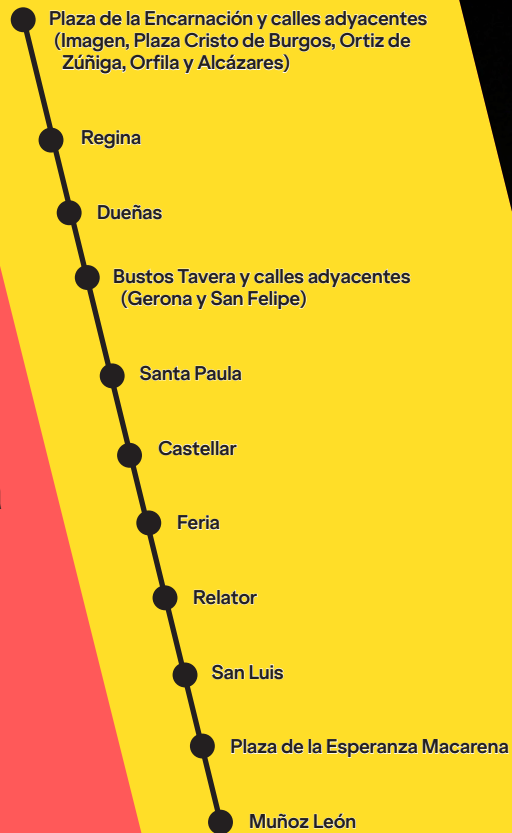 Plaza de la Encarnación y calles adyacentes
(Imagen, Plaza Cristo de Burgos, Ortiz de
Zúñiga, Orfila y Alcázares)
Regina
Dueñas
Bustos Tavera y calles adyacentes
(Gerona y San Felipe)
Santa Paula
Castellar
Feria
Relator
San Luis
Plaza de la Esperanza Macarena
Muñoz León